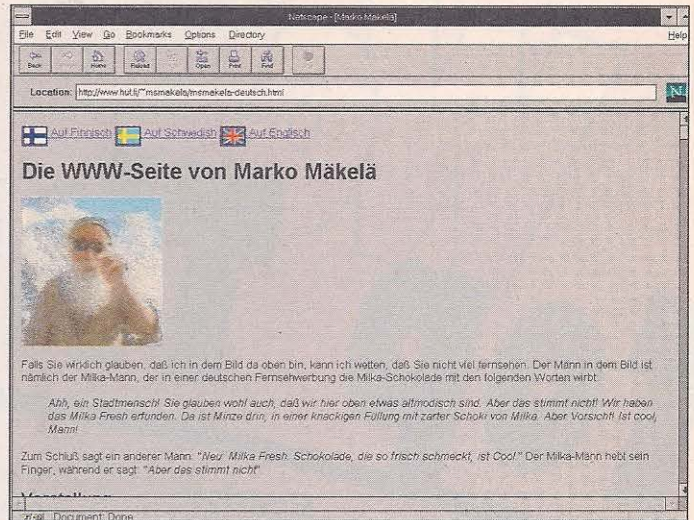 Netscape - [Marko Mäkelä]
File Edit View Go Bookmarks Options Directory Help
Back Home Reload Open Print Find
Location: http://www.hut.fi/~msmakela/msmakela-deutsch.html
N
Auf Finnisch Auf Schwedish Auf Englisch
Die WWW-Seite von Marko Mäkelä
Falls Sie wirklich glauben, daß ich in dem Bild da oben bin, kann ich wetten, daß Sie nicht viel fernsehen. Der Mann in dem Bild ist
nämlich der Milka-Mann, der in einer deutschen Fernsehwerbung die Milka-Schokolade mit den folgenden Worten wirbt:
Ahh, ein Stadtmensch! Sie glauben wohl auch, daß wir hier oben etwas altmodisch sind. Aber das stimmt nicht! Wir haben
das Milka Fresh erfunden. Da ist Minze drin, in einer knackigen Füllung mit zarter Schoki von Milka. Aber Vorsicht! Ist cool,
Mann!
Zum Schluß sagt ein anderer Mann: "Neu: Milka Fresh. Schokolade, die so frisch schmeckt, ist Cool." Der Milka-Mann hebt sein
Finger, während er sagt: "Aber das stimmt nicht"
Vorstellung
Document: Done